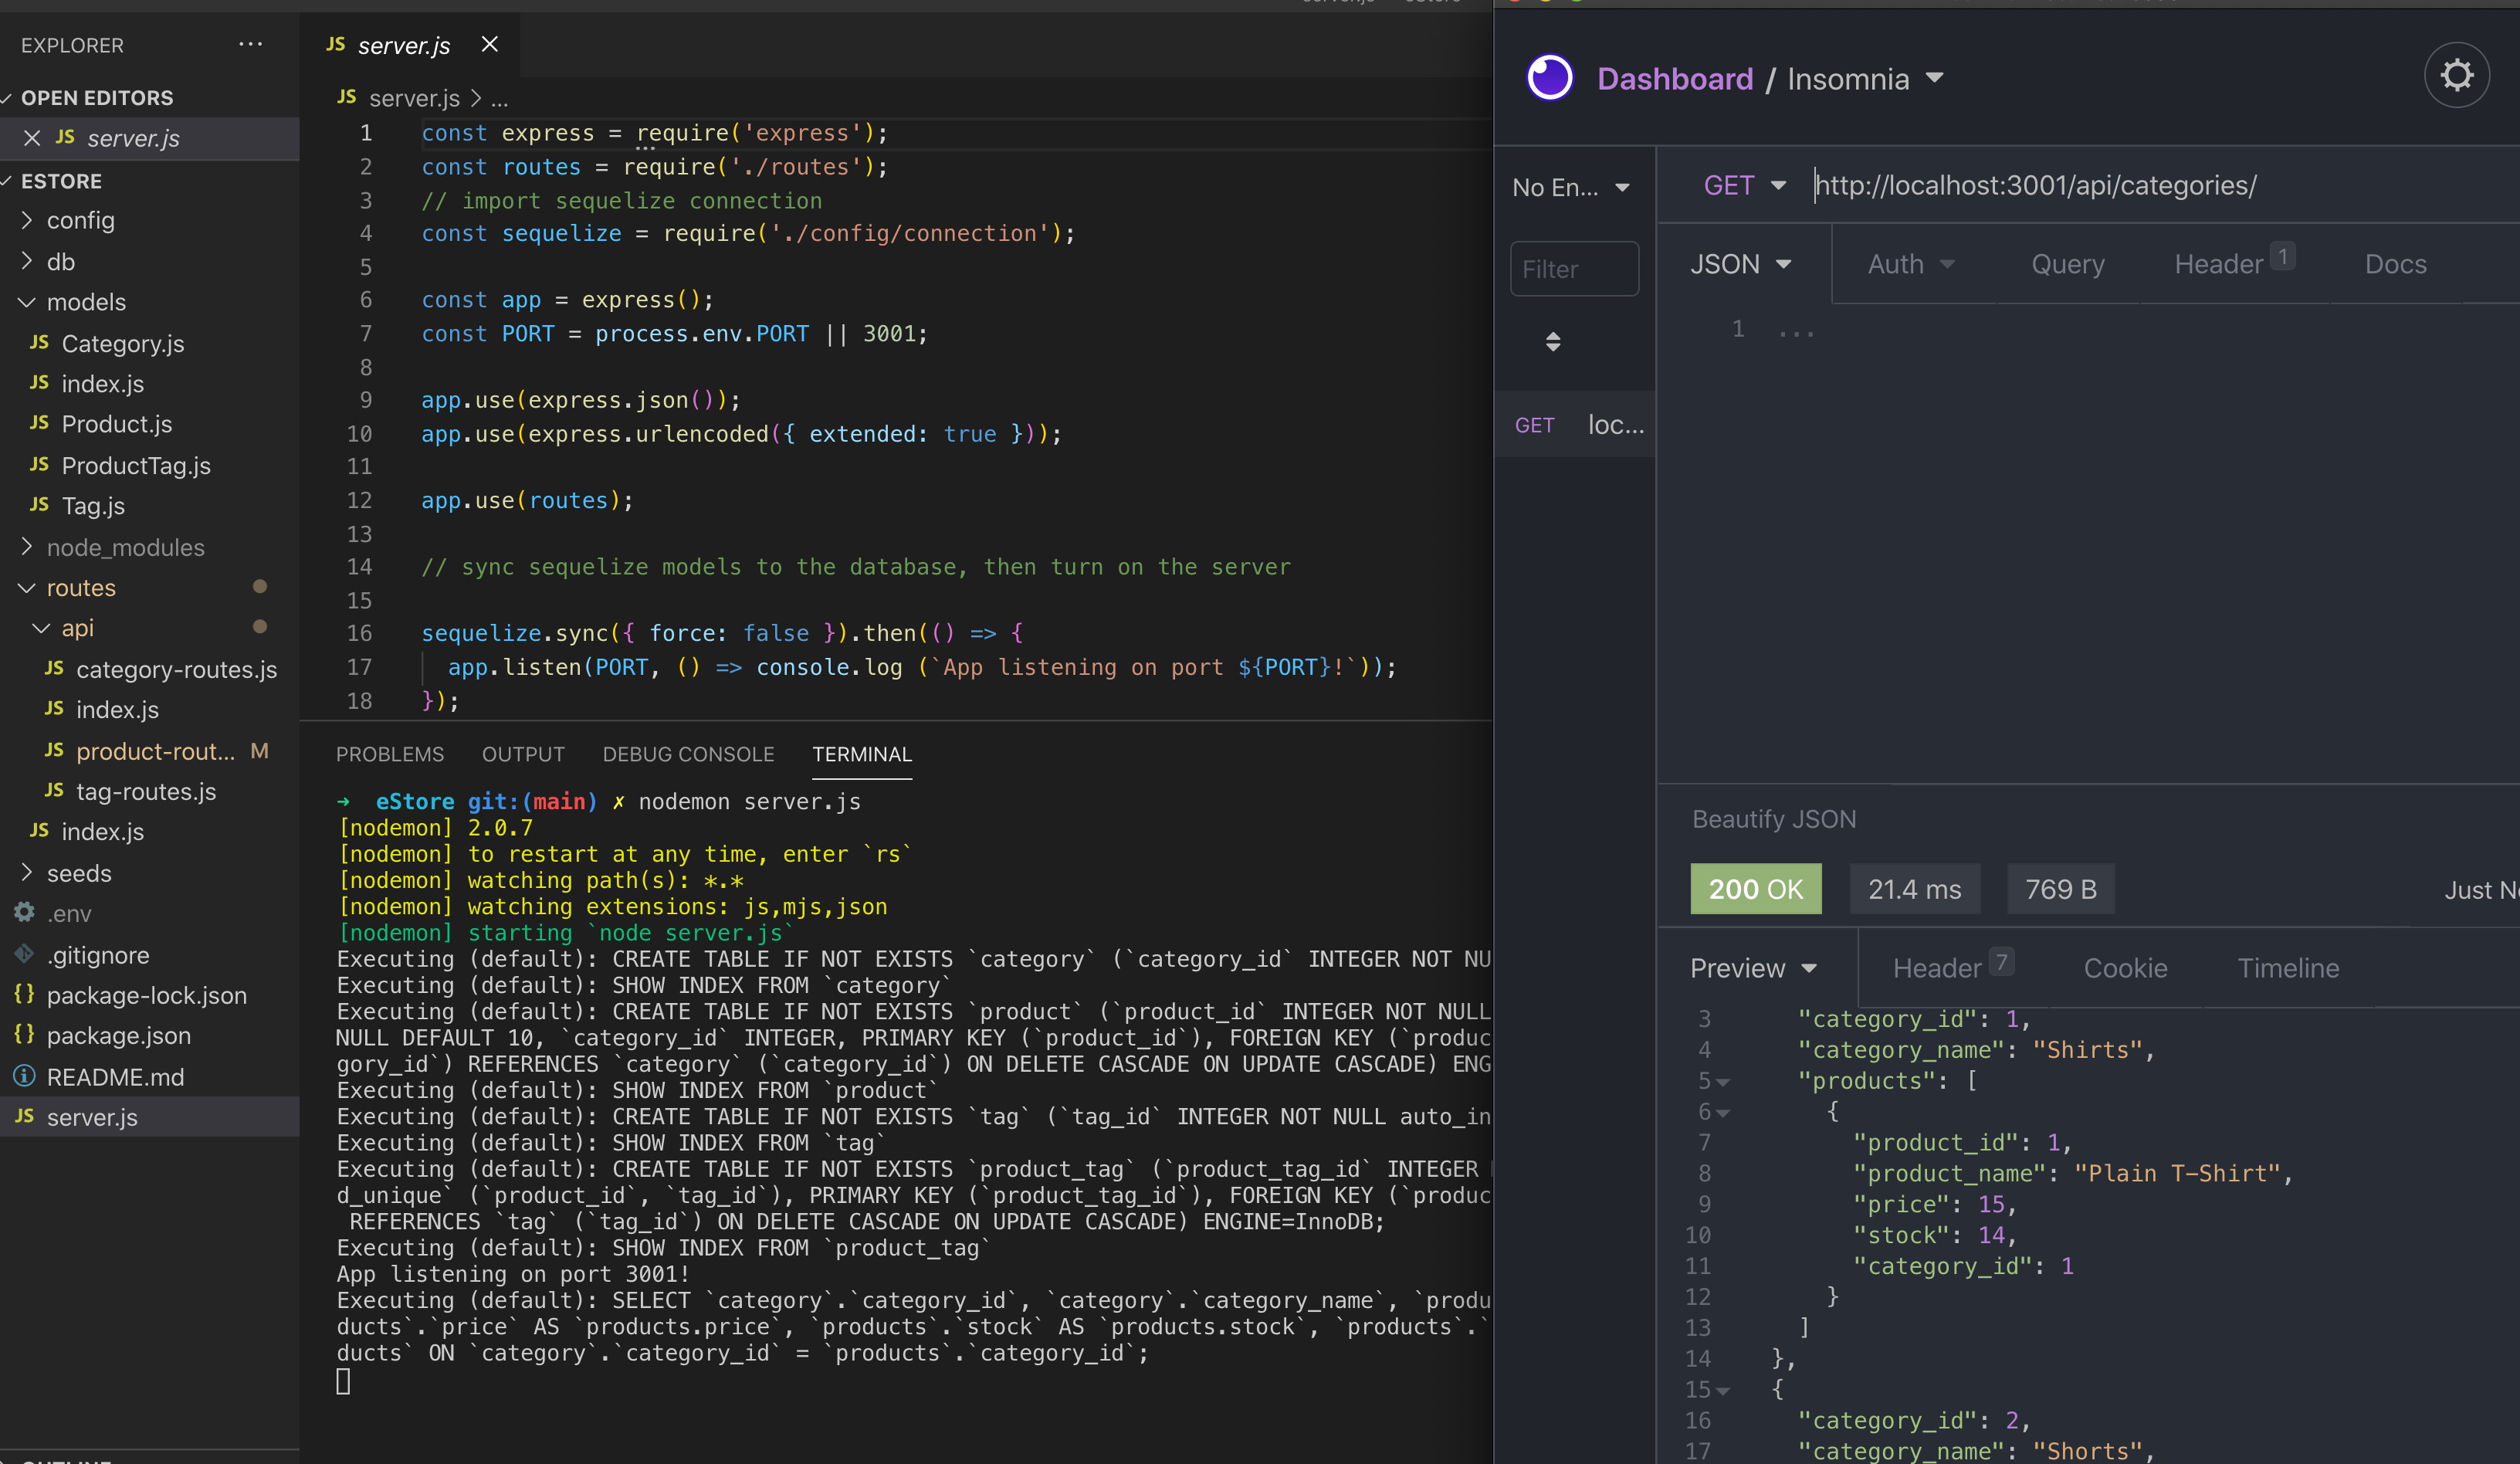 EXPLORER
OPEN EDITORS
JS server.js
ESTORE
config
db
models
JS Category.js
JS index.js
JS Product.js
JS ProductTag.js
JS Tag.js
node_modules
routes
api
JS category-routes.js
JS index.js
JS product-rout... M
JS tag-routes.js
JS index.js
seeds
.env
.gitignore
{} package-lock.json
{} package.json
README.md
JS server.js
JS server.js
JS server.js > ...
1 const express = require('express');
2 const routes = require('./routes');
3 // import sequelize connection
4 const sequelize = require('./config/connection');
5
6 const app = express();
7 const PORT = process.env.PORT || 3001;
8
9 app.use(express.json());
10 app.use(express.urlencoded({ extended: true }));
11
12 app.use(routes);
13
14 // sync sequelize models to the database, then turn on the server
15
16 sequelize.sync({ force: false }).then(() => {
17 app.listen(PORT, () => console.log (`App listening on port ${PORT}!`));
18 });
PROBLEMS OUTPUT DEBUG CONSOLE TERMINAL
➜ eStore git:(main) ✗ nodemon server.js
[nodemon] 2.0.7
[nodemon] to restart at any time, enter `rs`
[nodemon] watching path(s): *.*
[nodemon] watching extensions: js,mjs,json
[nodemon] starting `node server.js`
Executing (default): CREATE TABLE IF NOT EXISTS `category` (`category_id` INTEGER NOT NU
Executing (default): SHOW INDEX FROM `category`
Executing (default): CREATE TABLE IF NOT EXISTS `product` (`product_id` INTEGER NOT NULL
NULL DEFAULT 10, `category_id` INTEGER, PRIMARY KEY (`product_id`), FOREIGN KEY (`produc
gory_id`) REFERENCES `category` (`category_id`) ON DELETE CASCADE ON UPDATE CASCADE) ENG
Executing (default): SHOW INDEX FROM `product`
Executing (default): CREATE TABLE IF NOT EXISTS `tag` (`tag_id` INTEGER NOT NULL auto_in
Executing (default): SHOW INDEX FROM `tag`
Executing (default): CREATE TABLE IF NOT EXISTS `product_tag` (`product_tag_id` INTEGER
d_unique` (`product_id`, `tag_id`), PRIMARY KEY (`product_tag_id`), FOREIGN KEY (`produc
REFERENCES `tag` (`tag_id`) ON DELETE CASCADE ON UPDATE CASCADE) ENGINE=InnoDB;
Executing (default): SHOW INDEX FROM `product_tag`
App listening on port 3001!
Executing (default): SELECT `category`.`category_id`, `category`.`category_name`, `produ
ducts`.`price` AS `products.price`, `products`.`stock` AS `products.stock`, `products`.`
ducts` ON `category`.`category_id` = `products`.`category_id`;
Dashboard / Insomnia
No En...
Filter
GET loc...
GET http://localhost:3001/api/categories/
JSON Auth Query Header 1 Docs
1 ...
Beautify JSON
200 OK 21.4 ms 769 B Just
Preview Header 7 Cookie Timeline
3 "category_id": 1,
4 "category_name": "Shirts",
5 "products": [
6 {
7 "product_id": 1,
8 "product_name": "Plain T-Shirt",
9 "price": 15,
10 "stock": 14,
11 "category_id": 1
12 }
13 ]
14 },
15 {
16 "category_id": 2,
17 "category_name": "Shorts",